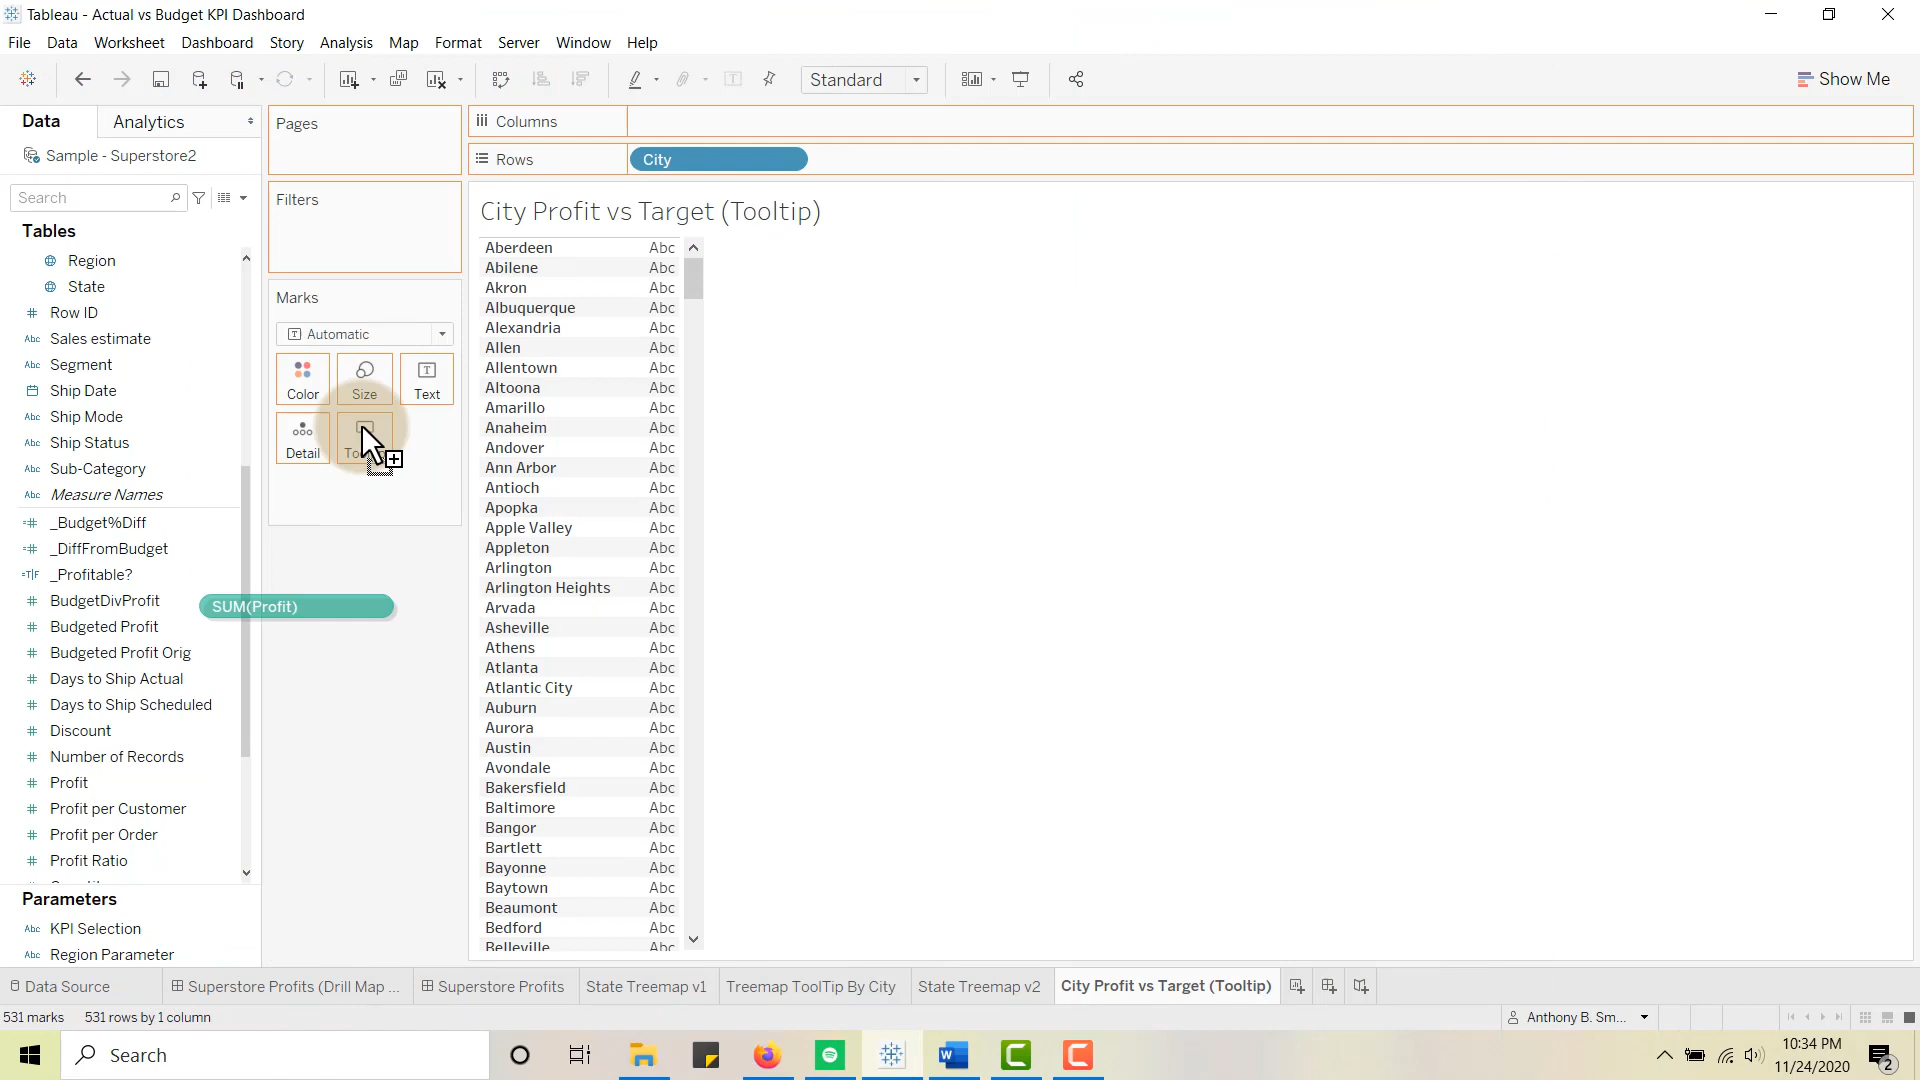 Tableau - Actual vs Budget KPI Dashboard
File Data Worksheet Dashboard Story Analysis Map Format Server Window Help
Standard
Show Me
Data Analytics
Sample - Superstore2
Search
Tables
Region
State
Row ID
Sales estimate
Abc Segment
Ship Date
Abc Ship Mode
Abc Ship Status
Abc Sub-Category
Abc Measure Names
_Budget%Diff
_DiffFromBudget
=T|F _Profitable?
BudgetDivProfit
Budgeted Profit
Budgeted Profit Orig
Days to Ship Actual
Days to Ship Scheduled
Discount
Number of Records
Profit
Profit per Customer
Profit per Order
Profit Ratio
Parameters
Abc KPI Selection
Abc Region Parameter
Pages
Filters
Marks
Automatic
Color Size Text
Detail
SUM(Profit)
Columns
Rows City
City Profit vs Target (Tooltip)
Aberdeen Abc
Abilene Abc
Akron Abc
Albuquerque Abc
Alexandria Abc
Allen Abc
Allentown Abc
Altoona Abc
Amarillo Abc
Anaheim Abc
Andover Abc
Ann Arbor Abc
Antioch Abc
Apopka Abc
Apple Valley Abc
Appleton Abc
Arlington Abc
Arlington Heights Abc
Arvada Abc
Asheville Abc
Athens Abc
Atlanta Abc
Atlantic City Abc
Auburn Abc
Aurora Abc
Austin Abc
Avondale Abc
Bakersfield Abc
Baltimore Abc
Bangor Abc
Bartlett Abc
Bayonne Abc
Baytown Abc
Beaumont Abc
Bedford Abc
Belleville Abc
Data Source Superstore Profits (Drill Map ... Superstore Profits State Treemap v1 Treemap ToolTip By City State Treemap v2 City Profit vs Target (Tooltip)
531 marks 531 rows by 1 column Anthony B. Sm...
Search
10:34 PM
11/24/2020
2